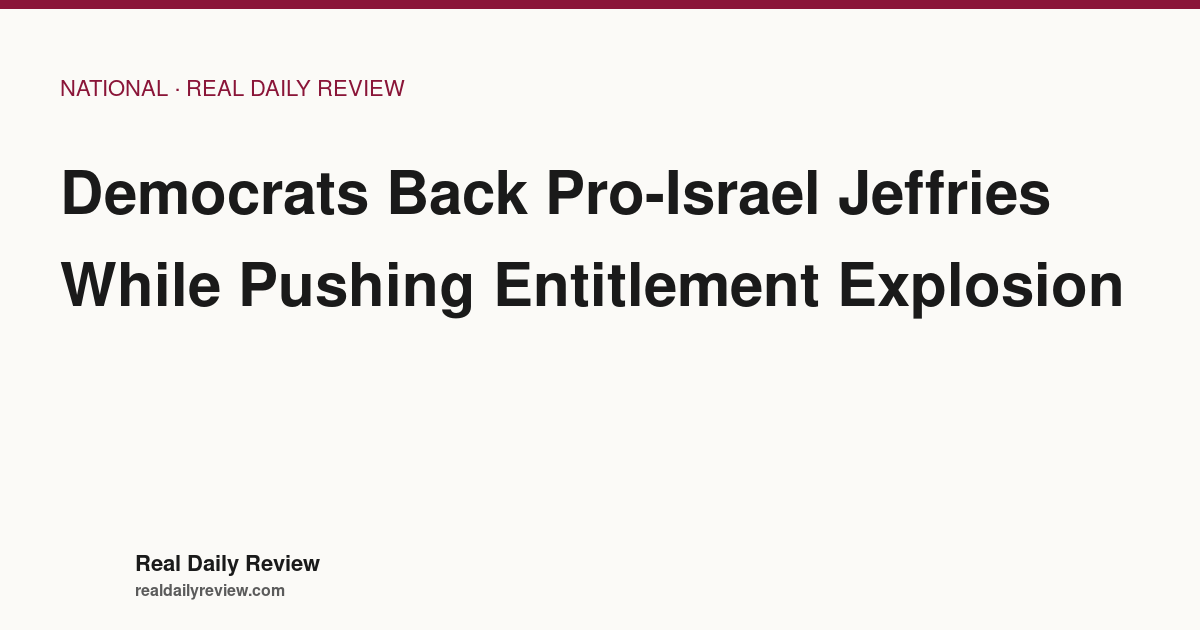 NATIONAL · REAL DAILY REVIEW
Democrats Back Pro-Israel Jeffries
While Pushing Entitlement Explosion
Real Daily Review
realdailyreview.com